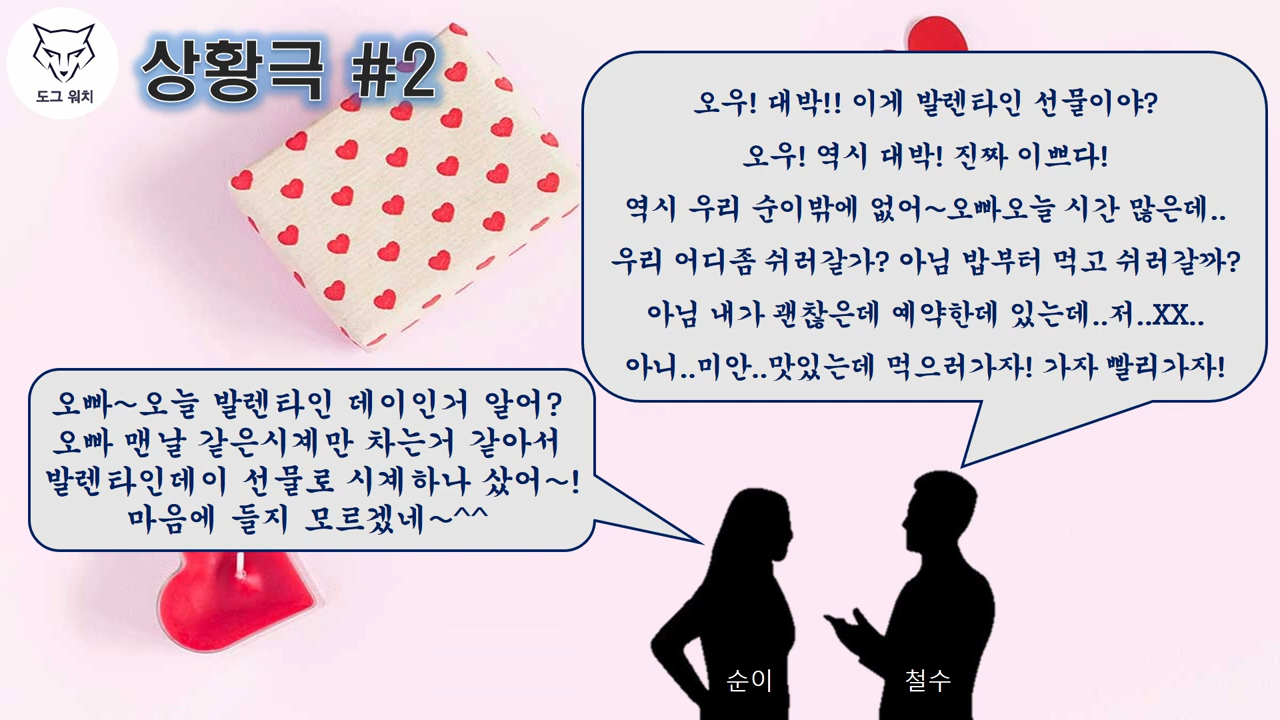 도그 워치
상황극 #2
오우! 대박!! 이게 발렌타인 선물이야?
오우! 역시 대박! 진짜 이쁘다!
역시 우리 순이밖에 없어~오빠오늘 시간 많은데..
우리 어디좀 쉬러갈가? 아님 밥부터 먹고 쉬러갈까?
아님 내가 괜찮은데 예약한데 있는데..저..XX..
아니..미안..맛있는데 먹으러가자! 가자 빨리가자!
오빠~오늘 발렌타인 데이인거 알어?
오빠 맨날 같은시계만 차는거 같아서
발렌타인데이 선물로 시계하나 샀어~!
마음에 들지 모르겠네~^^
순이
철수